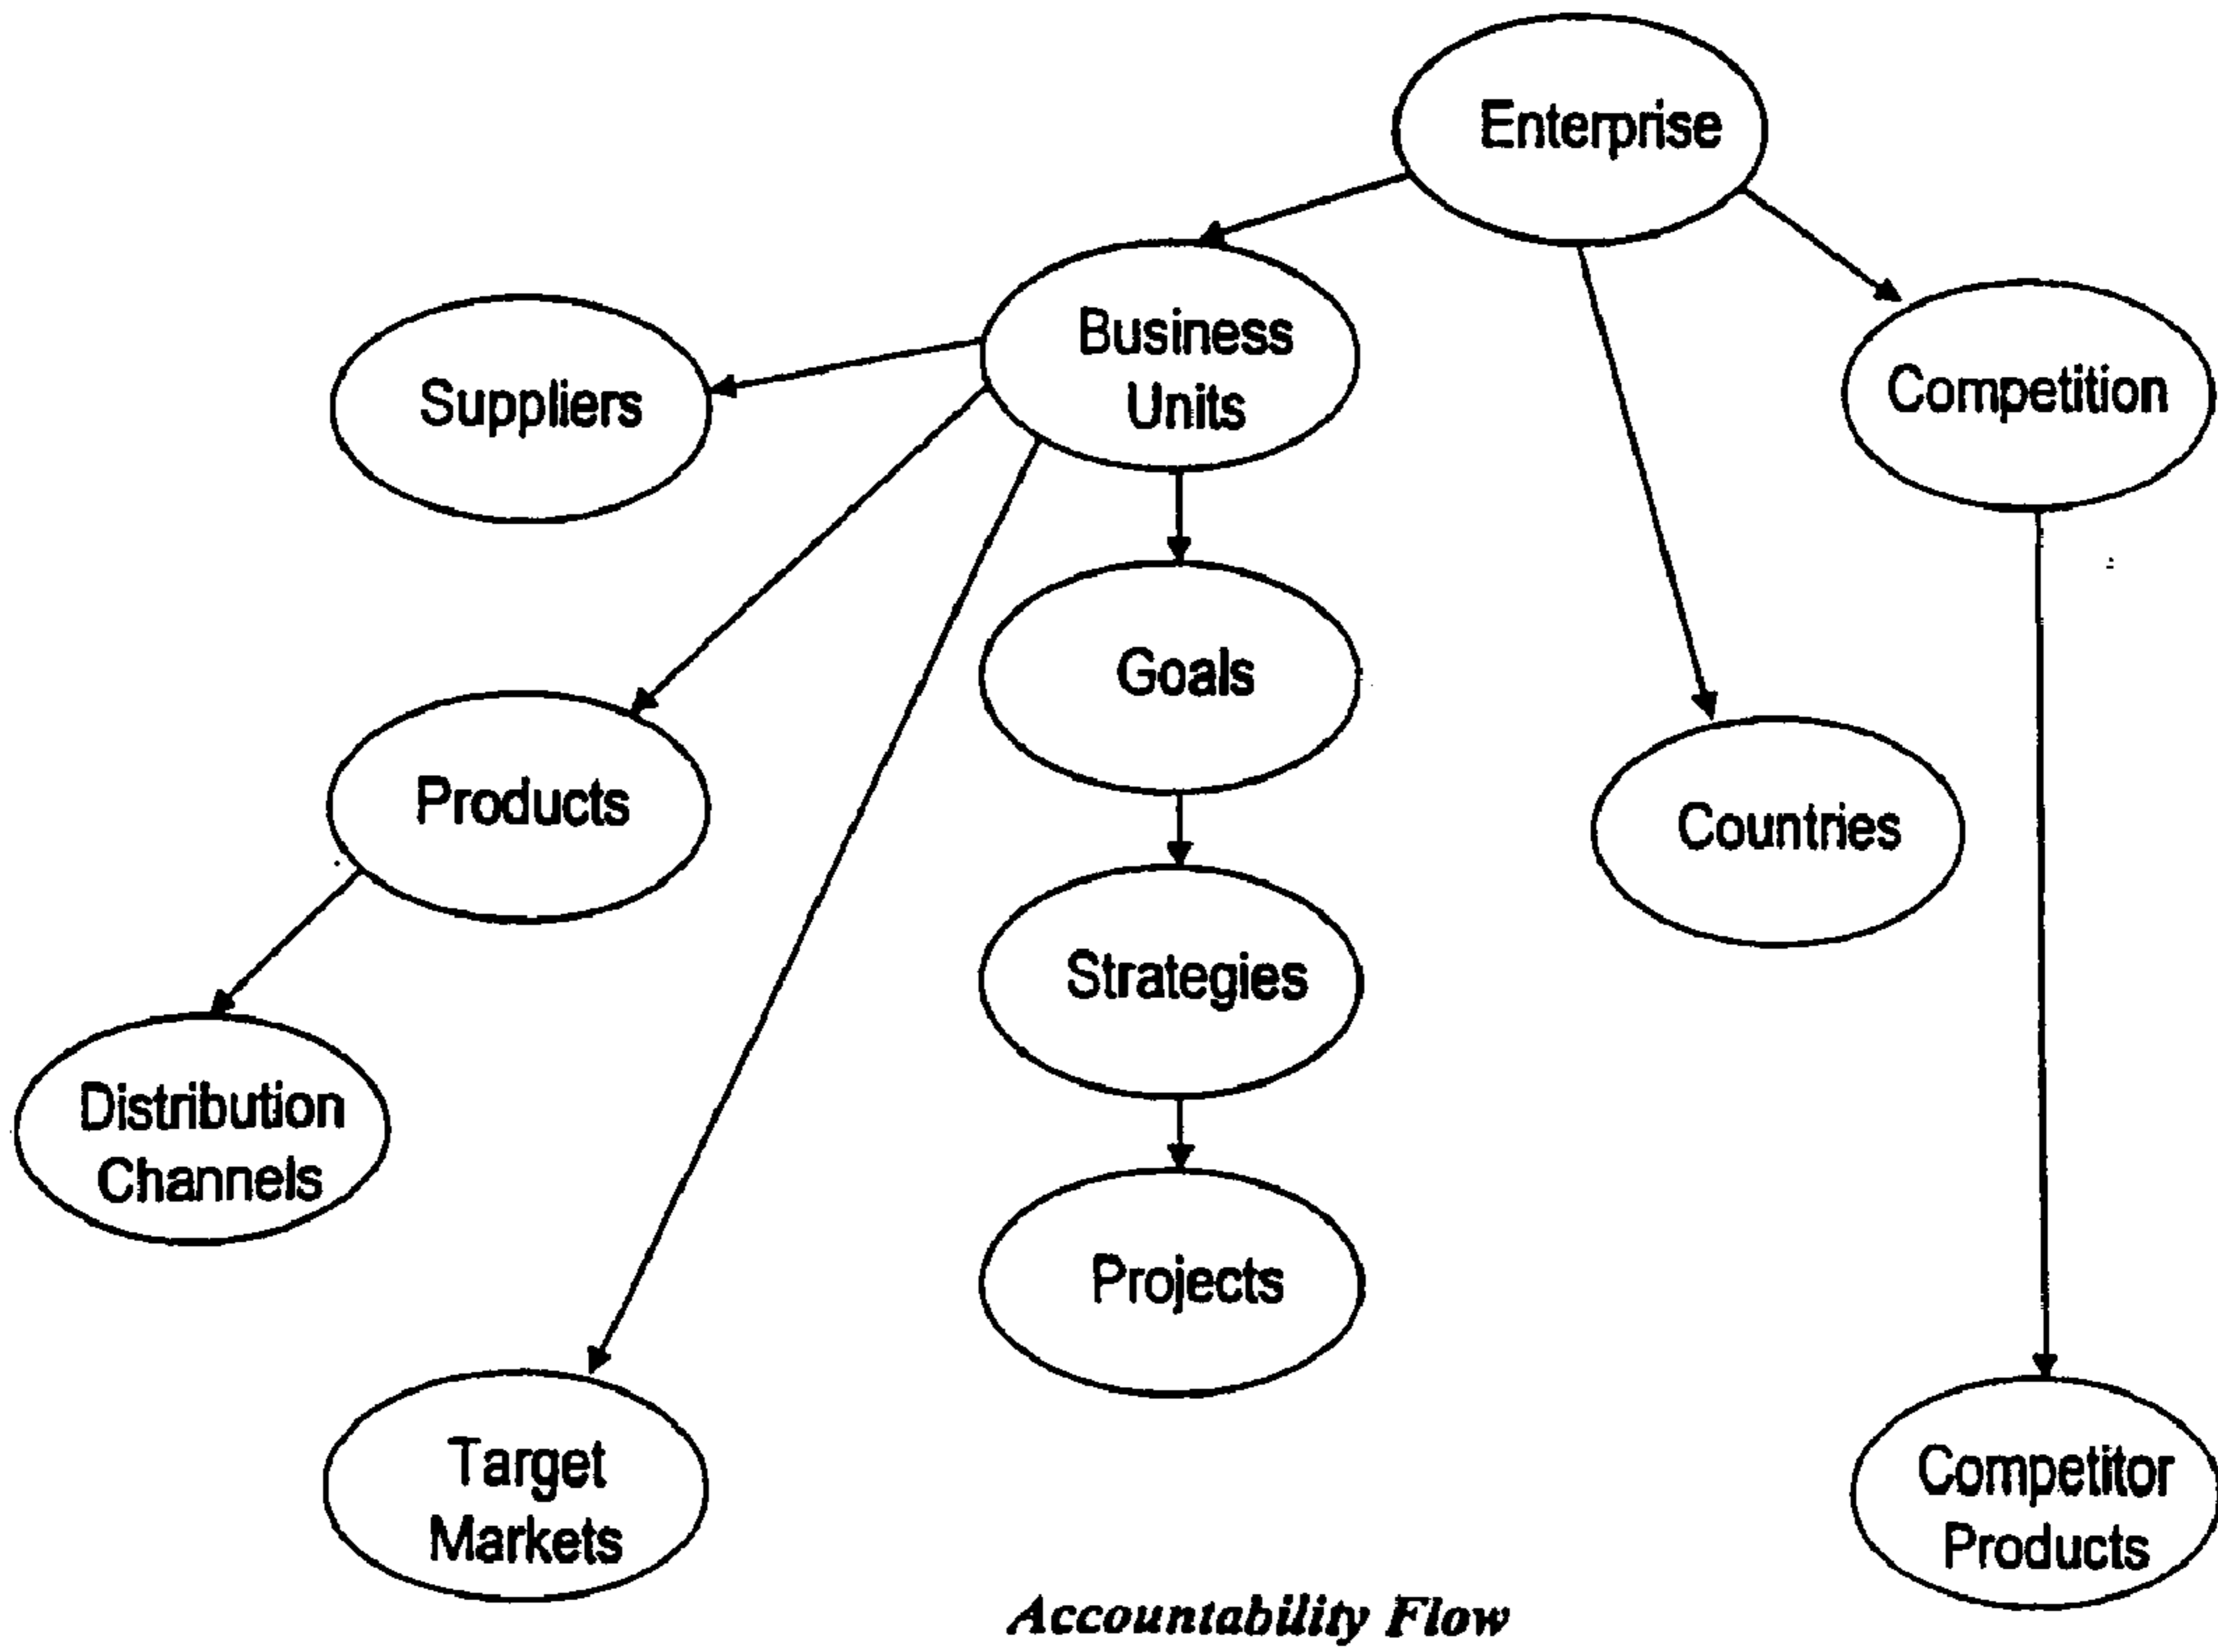 Enterprise
Business
Units
Suppliers
Competition
Goals
Products
Countries
Strategies
Distribution
Channels
Projects
Target
Markets
Competitor
Products
Accountability Flow